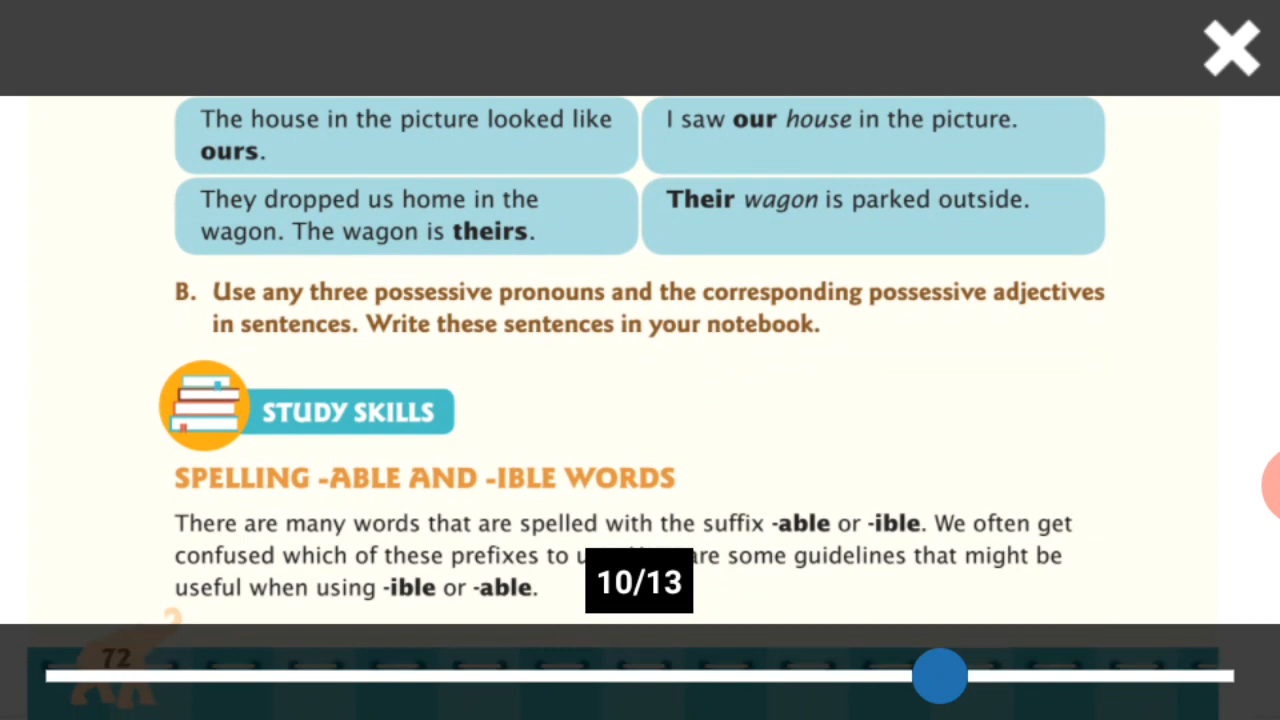 The house in the picture looked like
ours.
I saw our house in the picture.
They dropped us home in the
wagon. The wagon is theirs.
Their wagon is parked outside.
B. Use any three possessive pronouns and the corresponding possessive adjectives
in sentences. Write these sentences in your notebook.
STUDY SKILLS
SPELLING -ABLE AND -IBLE WORDS
There are many words that are spelled with the suffix -able or -ible. We often get
confused which of these prefixes to are some guidelines that might be
useful when using -ible or -able.
10/13
72